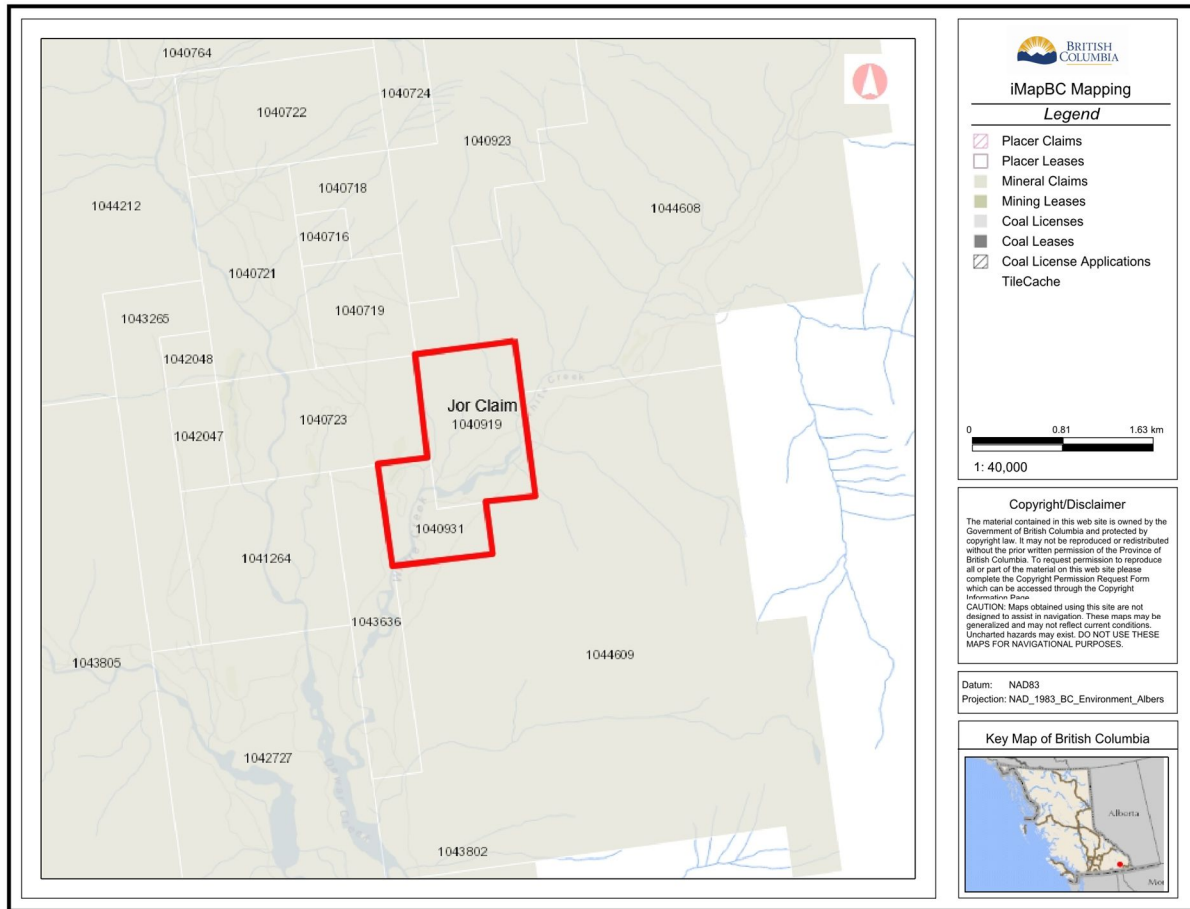 1040764
1040724
1040722
1040923
1040718
1044212
1044608
1040716
1040721
1040719
1043265
1042048
Jor Claim
1040919
White Creek
1040723
1042047
1040931
White Creek
1041264
1043636
1044609
1043805
1042727
1043802
BRITISH
COLUMBIA
iMapBC Mapping
Legend
Placer Claims
Placer Leases
Mineral Claims
Mining Leases
Coal Licenses
Coal Leases
Coal License Applications
TileCache
0 0.81 1.63 km
1: 40,000
Copyright/Disclaimer
The material contained in this web site is owned by the
Government of British Columbia and protected by
copyright law. It may not be reproduced or redistributed
without the prior written permission of the Province of
British Columbia. To request permission to reproduce
all or part of the material on this web site please
complete the Copyright Permission Request Form
which can be accessed through the Copyright
Information Page
CAUTION: Maps obtained using this site are not
designed to assist in navigation. These maps may be
generalized and may not reflect current conditions.
Uncharted hazards may exist. DO NOT USE THESE
MAPS FOR NAVIGATIONAL PURPOSES.
Datum: NAD83
Projection: NAD_1983_BC_Environment_Albers
Key Map of British Columbia
Alberta